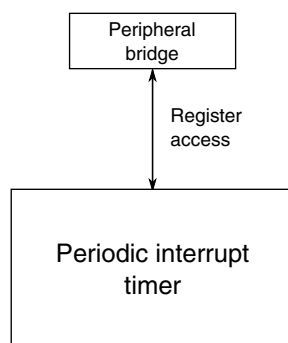 Peripheral
bridge
Register
access
Periodic interrupt
timer